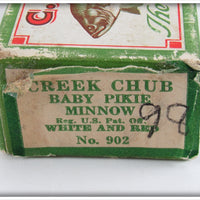 CREEK CHUB
BABY PIKIE
MINNOW
Reg. U.S. Pat. Off.
WHITE AND RED
No. 902
98